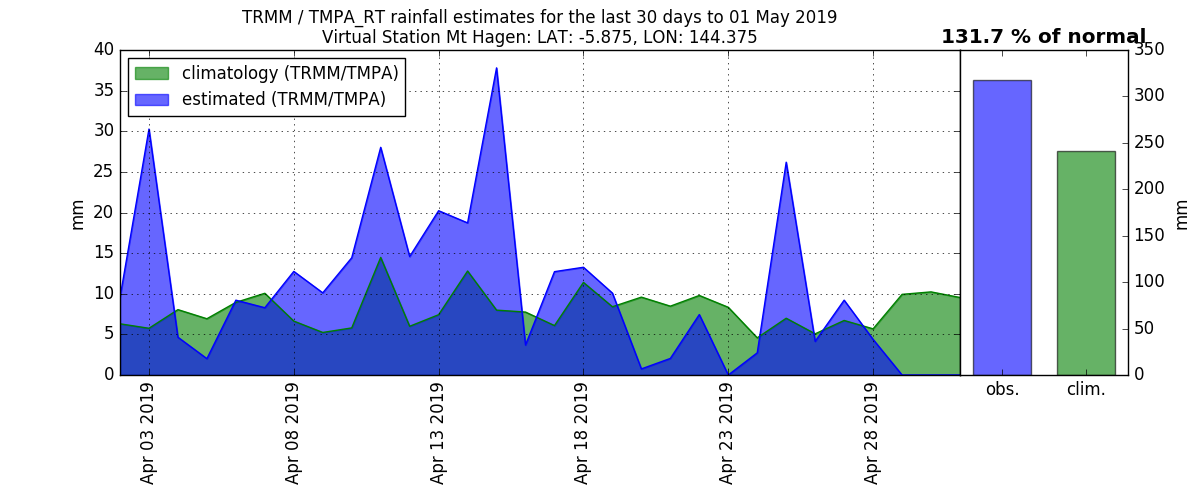 TRMM / TMPA_RT rainfall estimates for the last 30 days to 01 May 2019
Virtual Station Mt Hagen: LAT: -5.875, LON: 144.375
131.7 % of normal
climatology (TRMM/TMPA)
estimated (TRMM/TMPA)
40
35
30
25
20
15
10
5
0
mm
Apr 03 2019
Apr 08 2019
Apr 13 2019
Apr 18 2019
Apr 23 2019
Apr 28 2019
350
300
250
200
150
100
50
0
mm
obs.
clim.